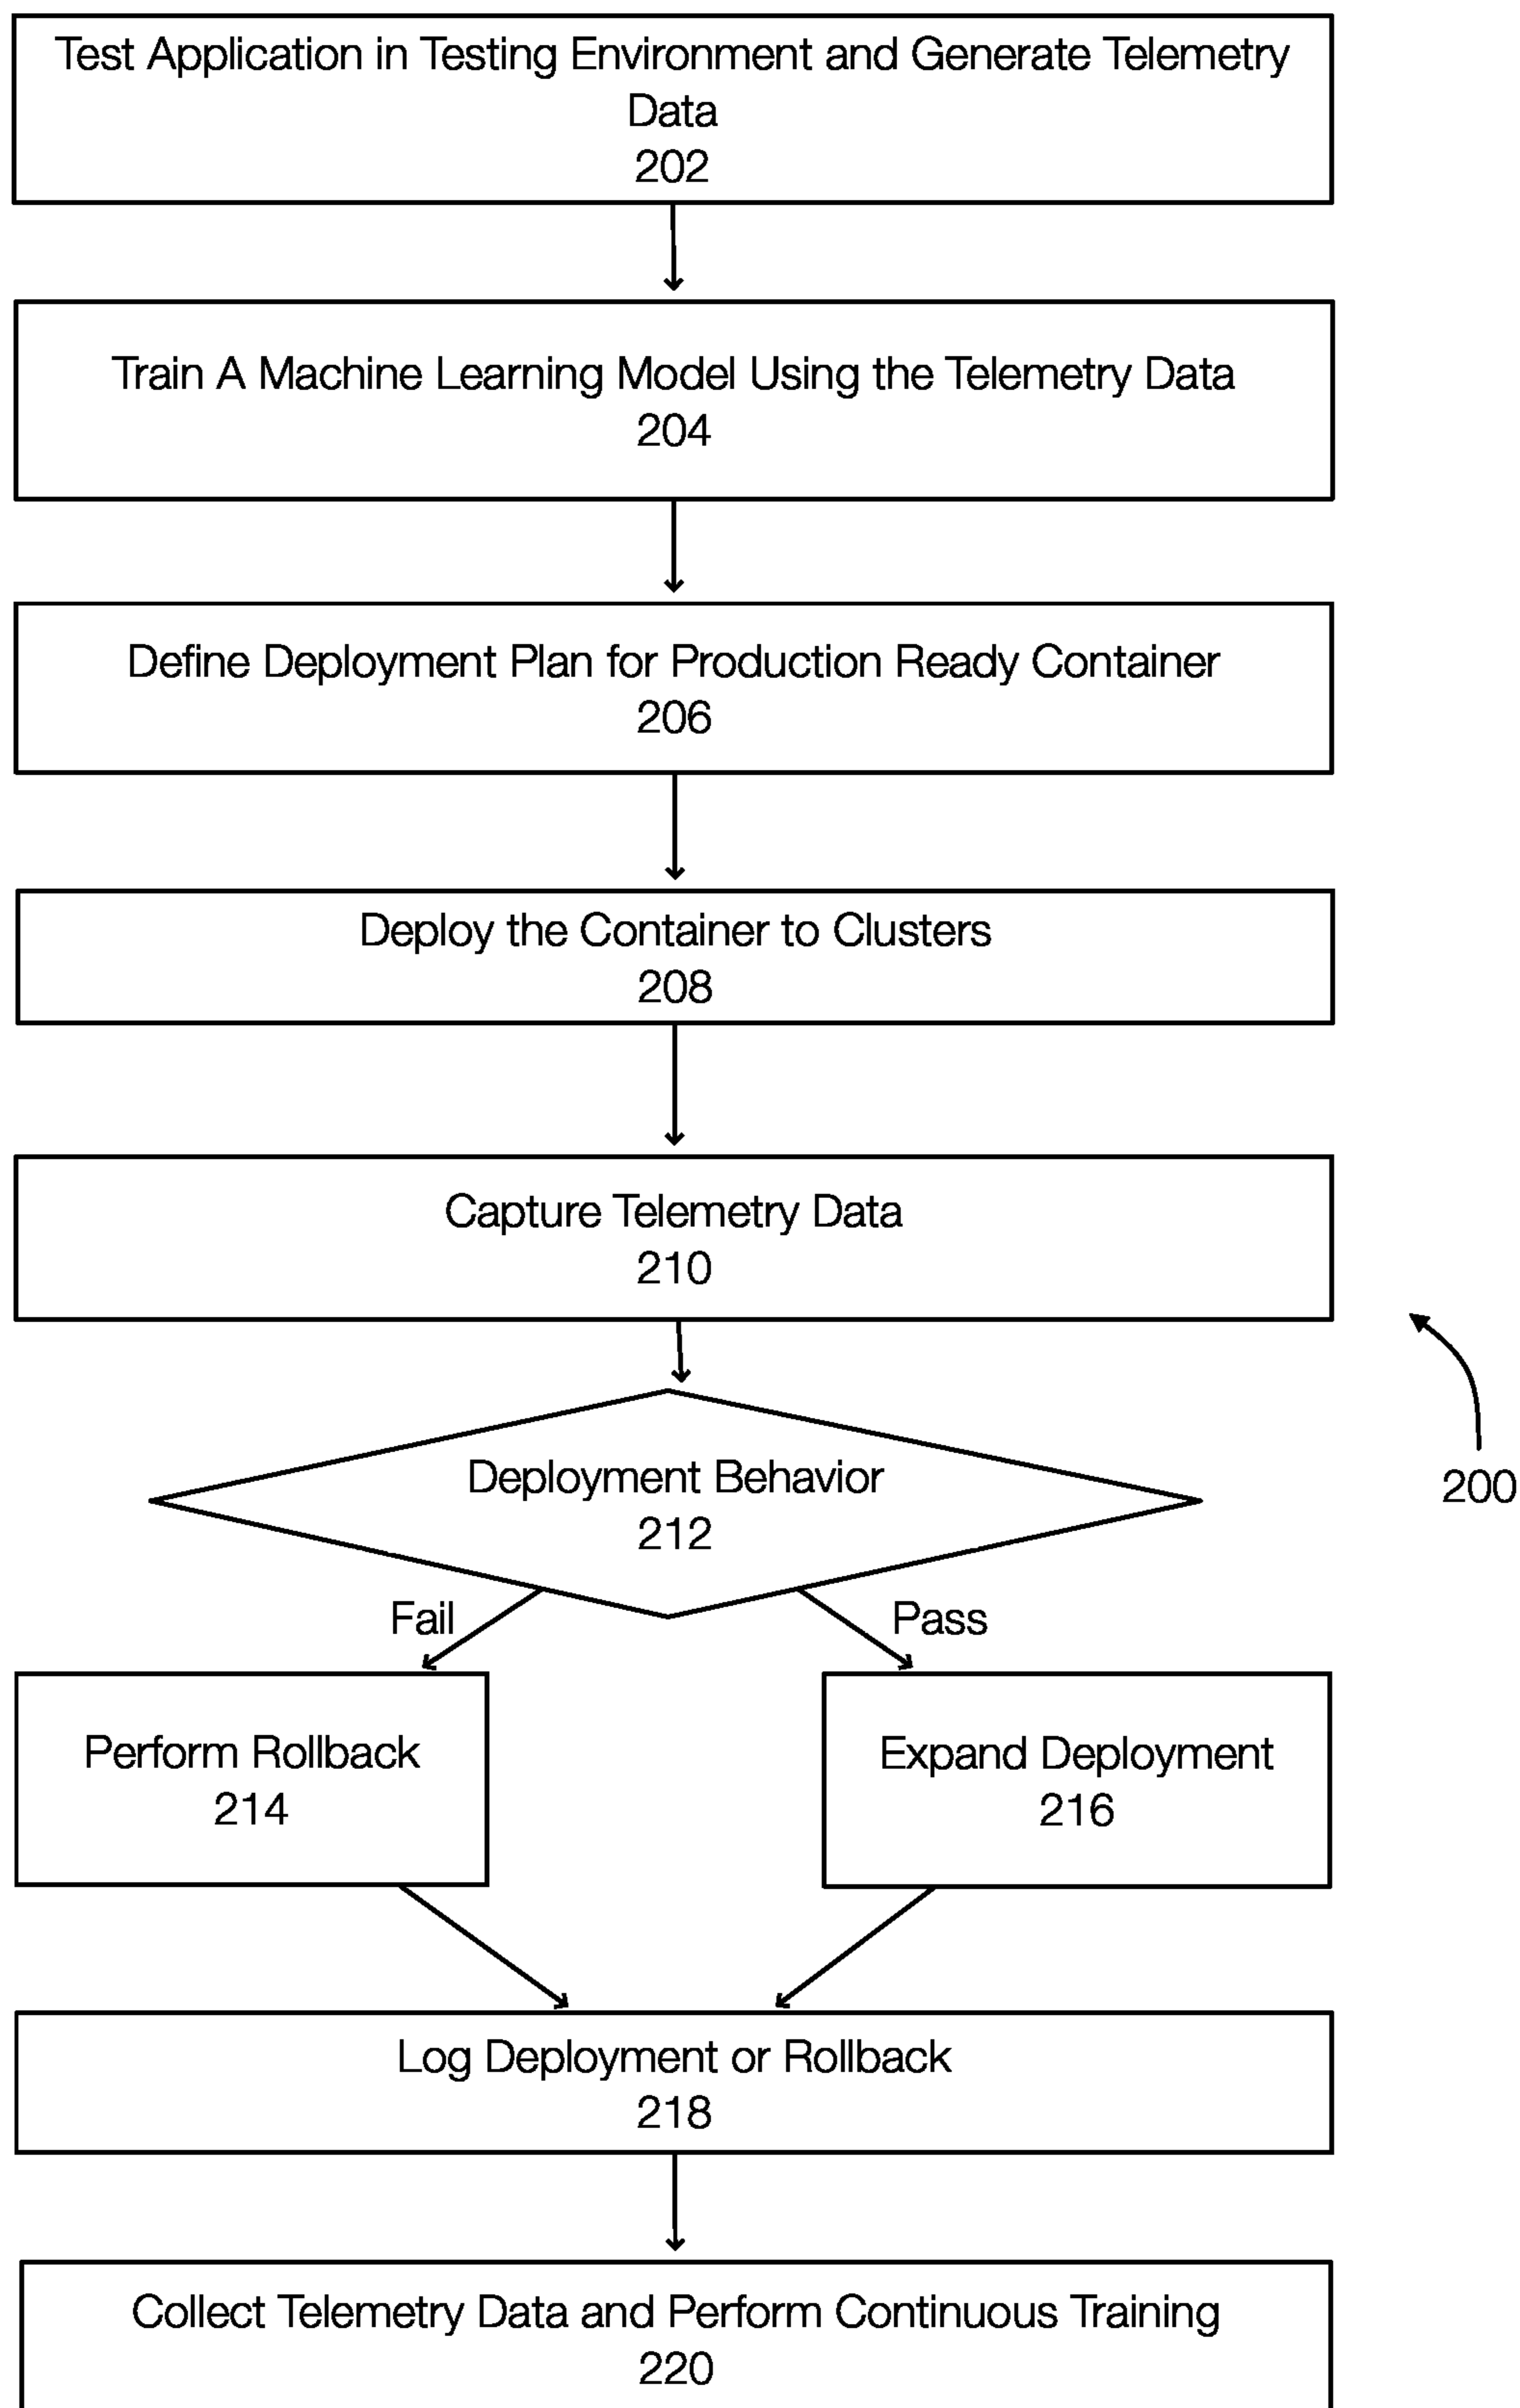 Test Application in Testing Environment and Generate Telemetry
Data
202
Train A Machine Learning Model Using the Telemetry Data
204
Define Deployment Plan for Production Ready Container
206
Deploy the Container to Clusters
208
Capture Telemetry Data
210
Deployment Behavior
212
200
Fail
Pass
Perform Rollback
214
Expand Deployment
216
Log Deployment or Rollback
218
Collect Telemetry Data and Perform Continuous Training
220